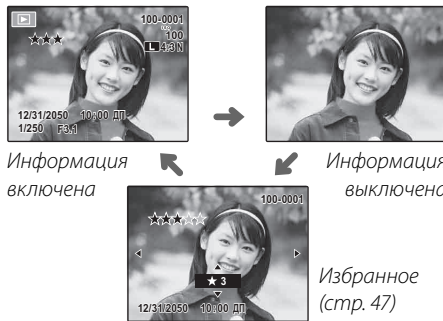 100-0001
ISO
100
★★★
L 4:3 N
12/31/2050 10:00 ДП
1/250 F3.1
Информация
включена
Информация
выключена
100-0001
★ 3
12/31/2050 10:00 ДП
Избранное
(стр. 47)